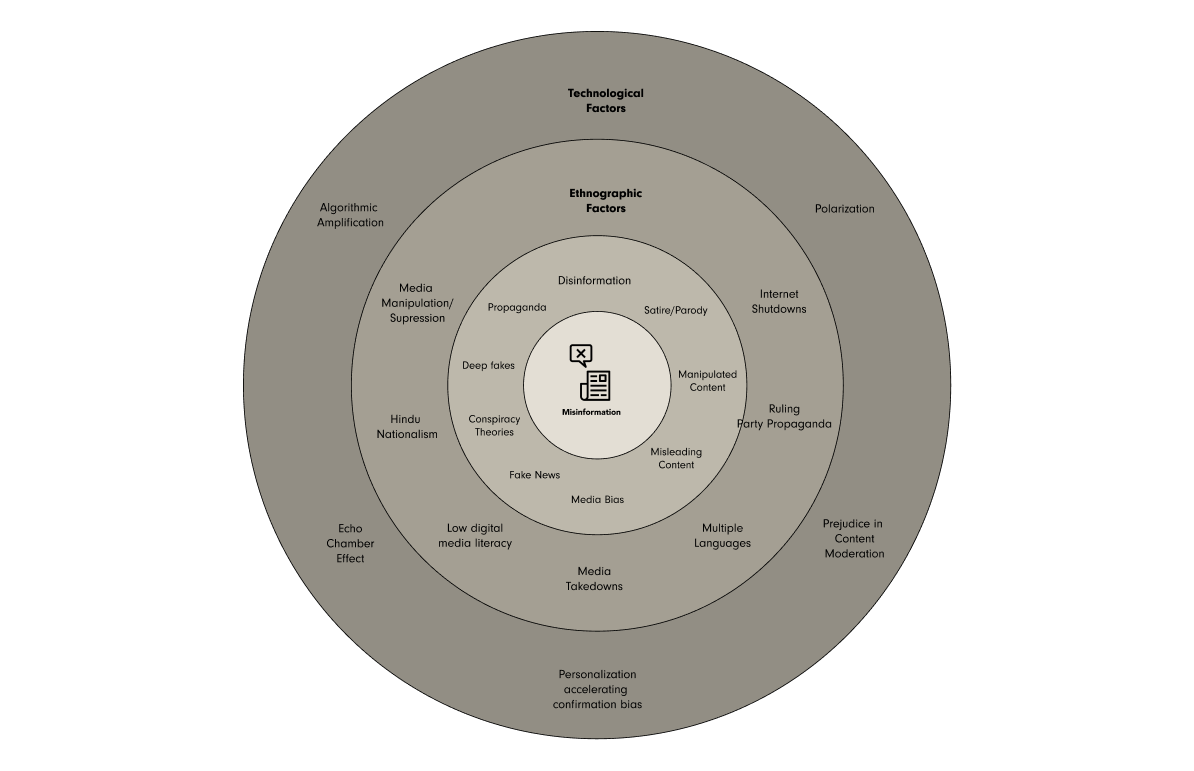 Technological
Factors
Algorithmic
Amplification
Polarization
Echo
Chamber
Effect
Prejudice in
Content
Moderation
Personalization
accelerating
confirmation bias
Ethnographic
Factors
Media
Manipulation/
Supression
Internet
Shutdowns
Hindu
Nationalism
Ruling
Party Propaganda
Low digital
media literacy
Multiple
Languages
Media
Takedowns
Disinformation
Propaganda
Satire/Parody
Deep fakes
Manipulated
Content
Conspiracy
Theories
Misleading
Content
Fake News
Media Bias
Misinformation